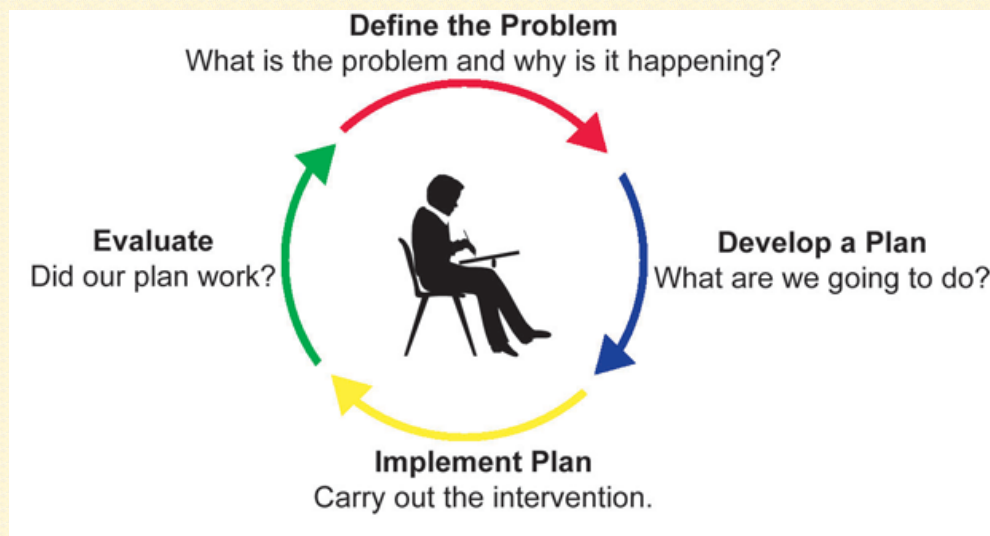 Define the Problem
What is the problem and why is it happening?
Evaluate
Did our plan work?
Develop a Plan
What are we going to do?
Implement Plan
Carry out the intervention.